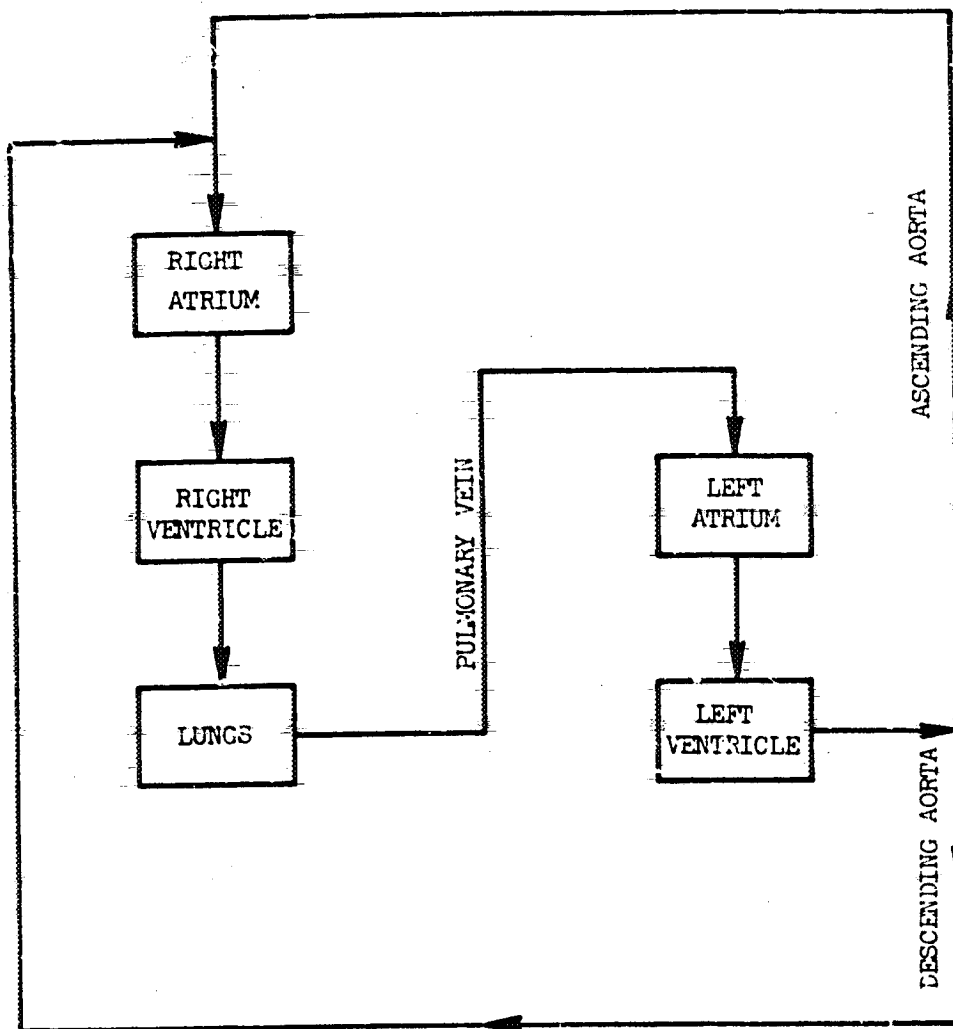 RIGHT
ATRIUM
RIGHT
VENTRICLE
LUNGS
PULMONARY VEIN
LEFT
ATRIUM
LEFT
VENTRICLE
ASCENDING AORTA
DESCENDING AORTA